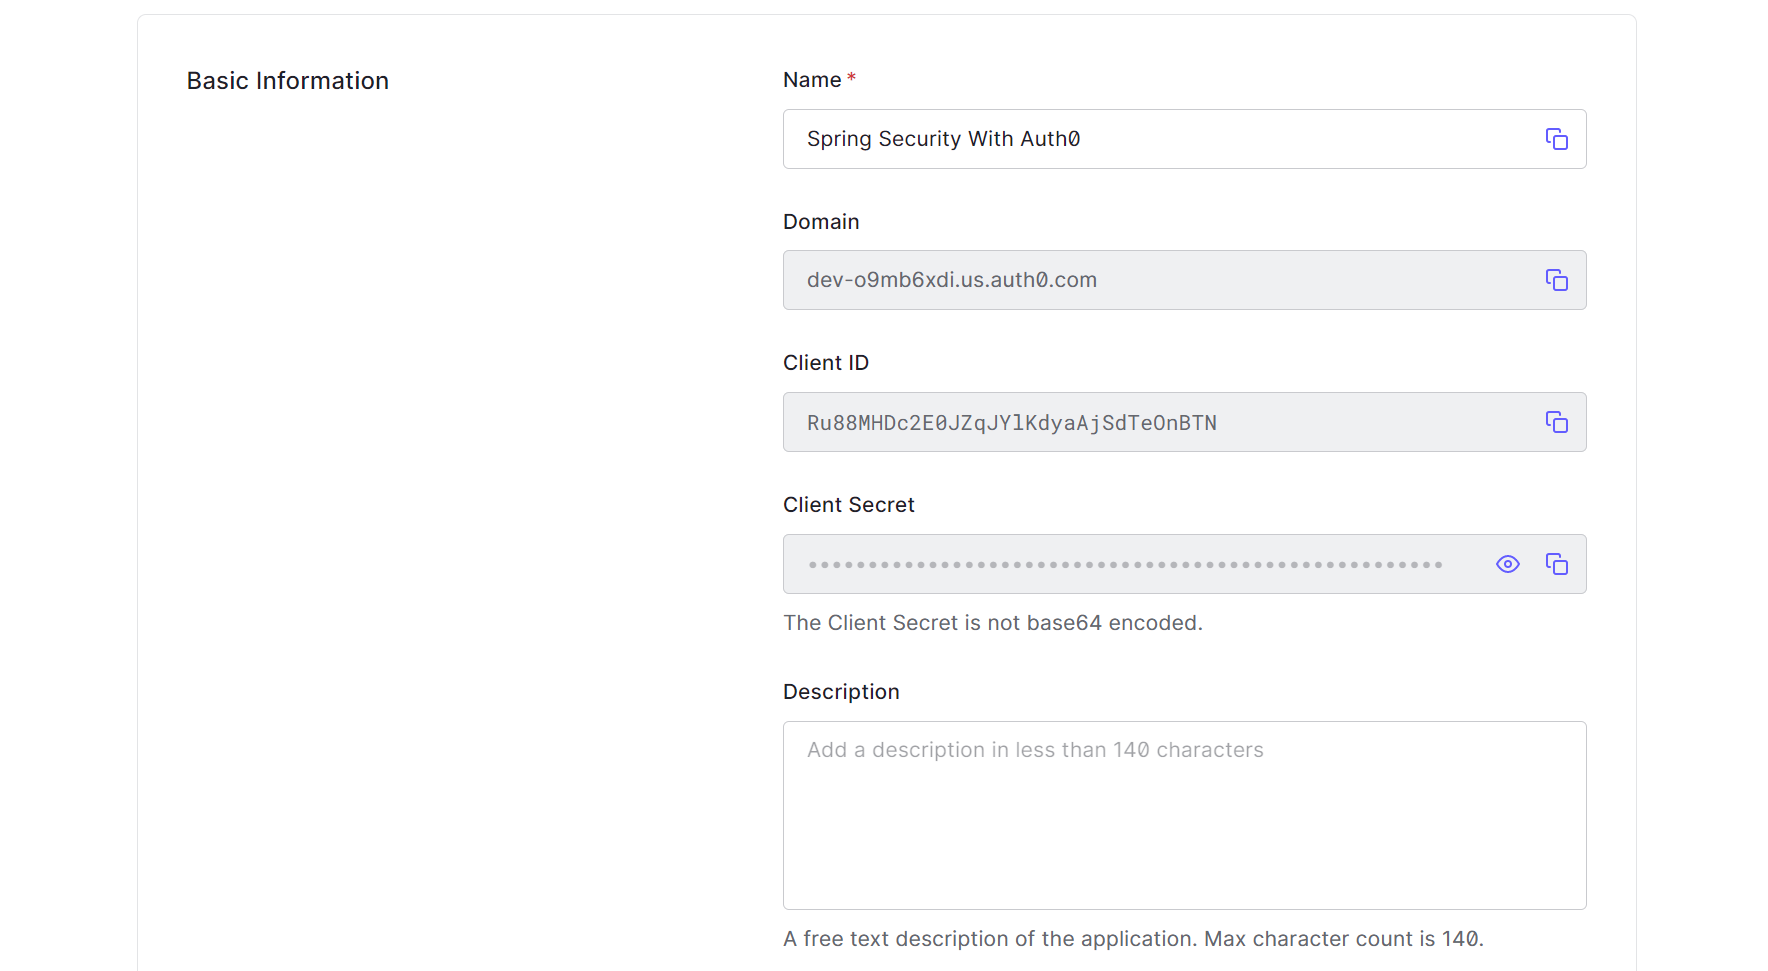 Basic Information
Name *
Spring Security With Auth0
Domain
dev-o9mb6xdi.us.auth0.com
Client ID
Ru88MHDc2E0JZqJYlKdyaAjSdTeOnBTN
Client Secret
The Client Secret is not base64 encoded.
Description
Add a description in less than 140 characters
A free text description of the application. Max character count is 140.